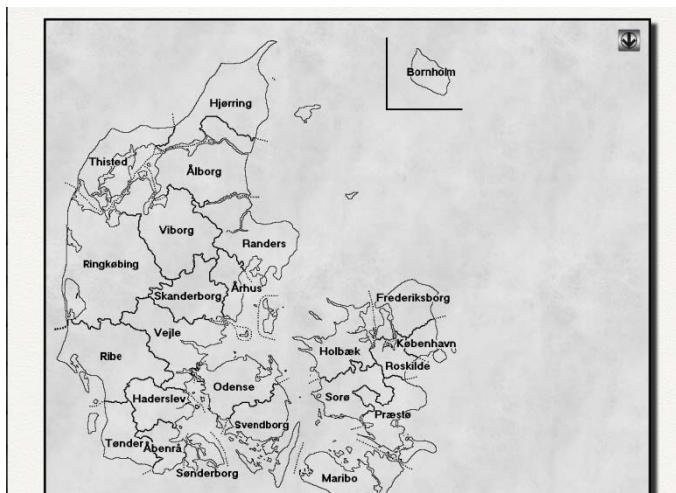 Bornholm
Hjørring
Thisted
Ålborg
Viborg
Randers
Ringkøbing
Århus
Skanderborg
Frederiksborg
Vejle
København
Holbæk
Ribe
Roskilde
Odense
Haderslev
Sorø
Præstø
Svendborg
Tønder
Åbenrå
Sønderborg
Maribo